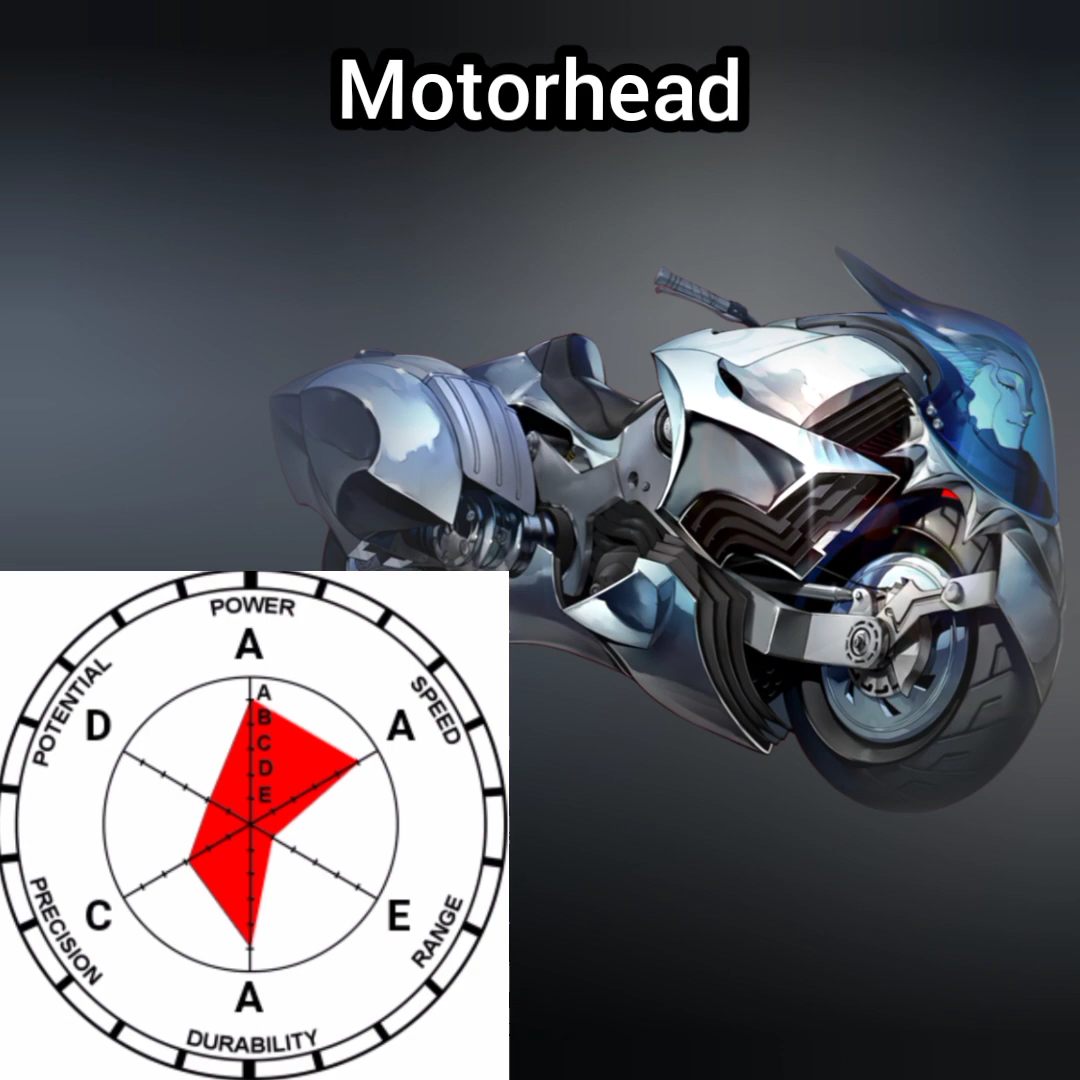 Motorhead
POWER
A
SPEED
A
RANGE
E
DURABILITY
A
PRECISION
C
POTENTIAL
D
A
B
C
D
E